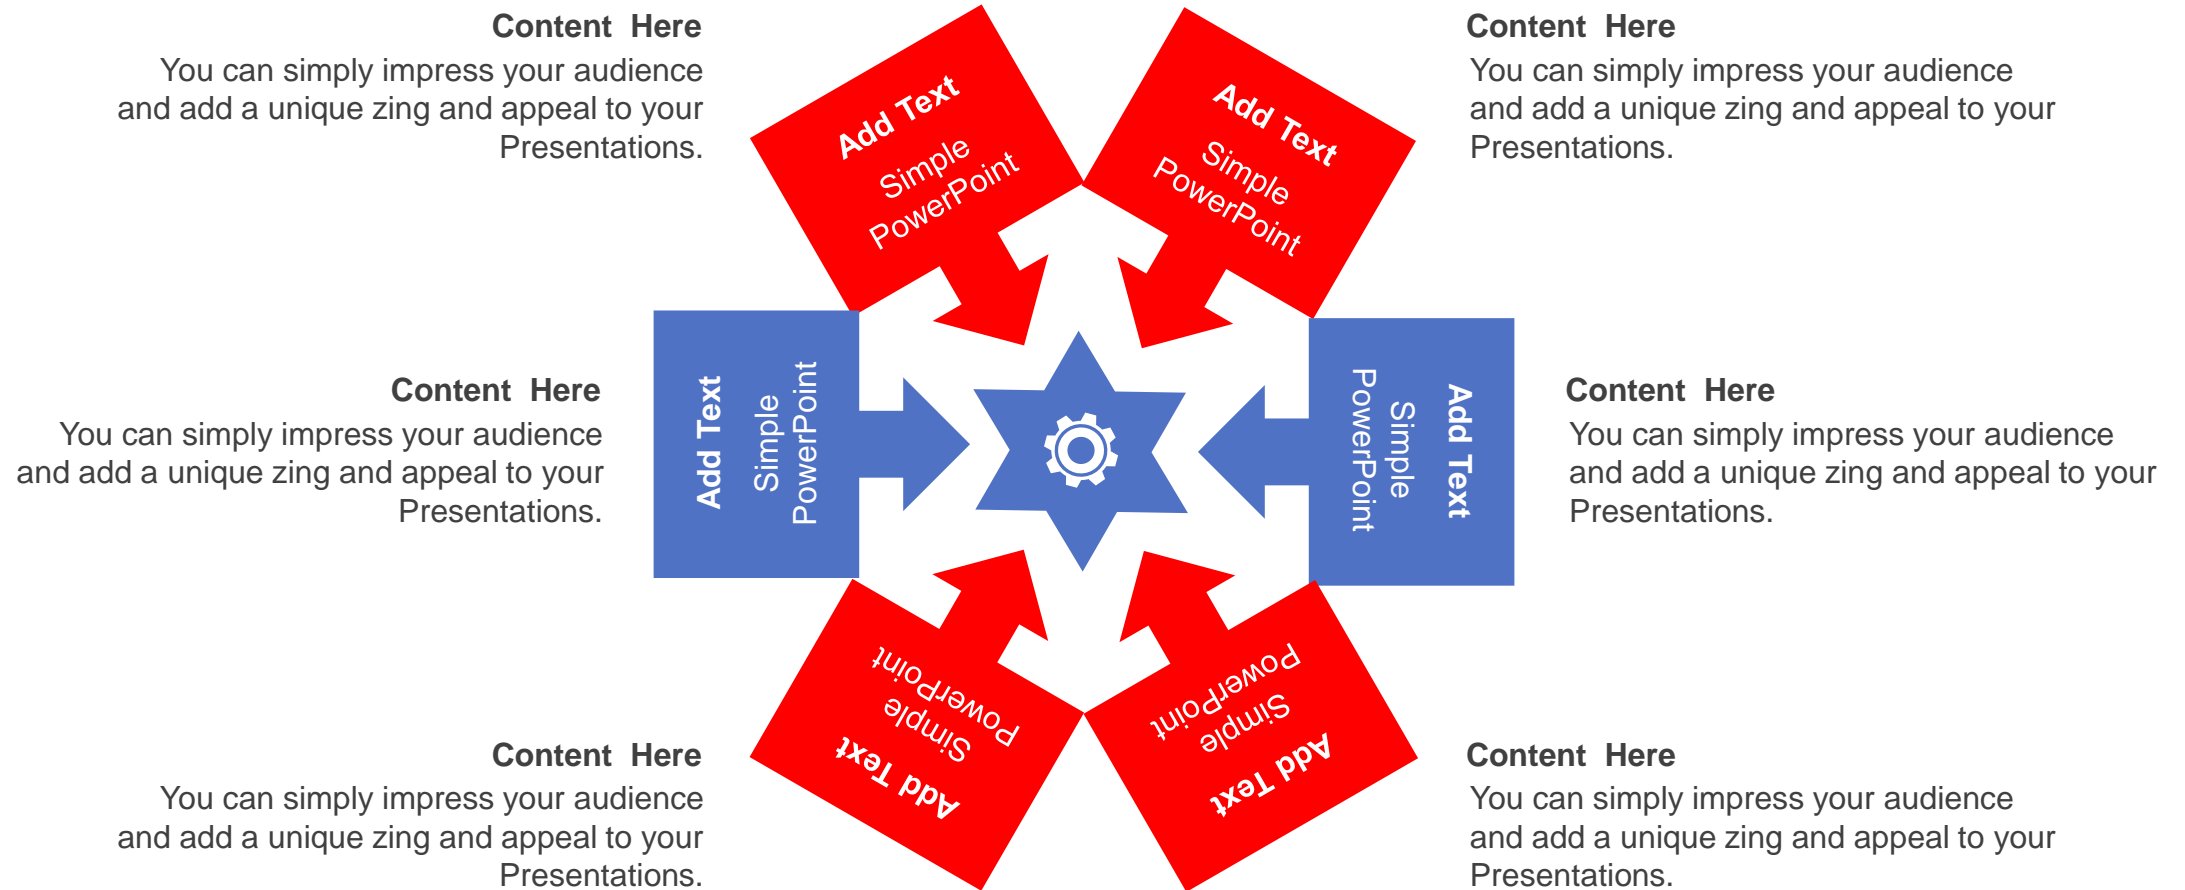 Content  Here
You can simply impress your audience
and add a unique zing and appeal to your
Presentations.
Add Text
Simple
PowerPoint
Add Text
Simple
PowerPoint
Content  Here
You can simply impress your audience
and add a unique zing and appeal to your
Presentations.
Content  Here
You can simply impress your audience
and add a unique zing and appeal to your
Presentations.
Add Text
Simple
PowerPoint
Add Text
Simple
PowerPoint
Content  Here
You can simply impress your audience
and add a unique zing and appeal to your
Presentations.
Content  Here
You can simply impress your audience
and add a unique zing and appeal to your
Presentations.
Add Text
Simple
PowerPoint
Add Text
Simple
PowerPoint
Content  Here
You can simply impress your audience
and add a unique zing and appeal to your
Presentations.